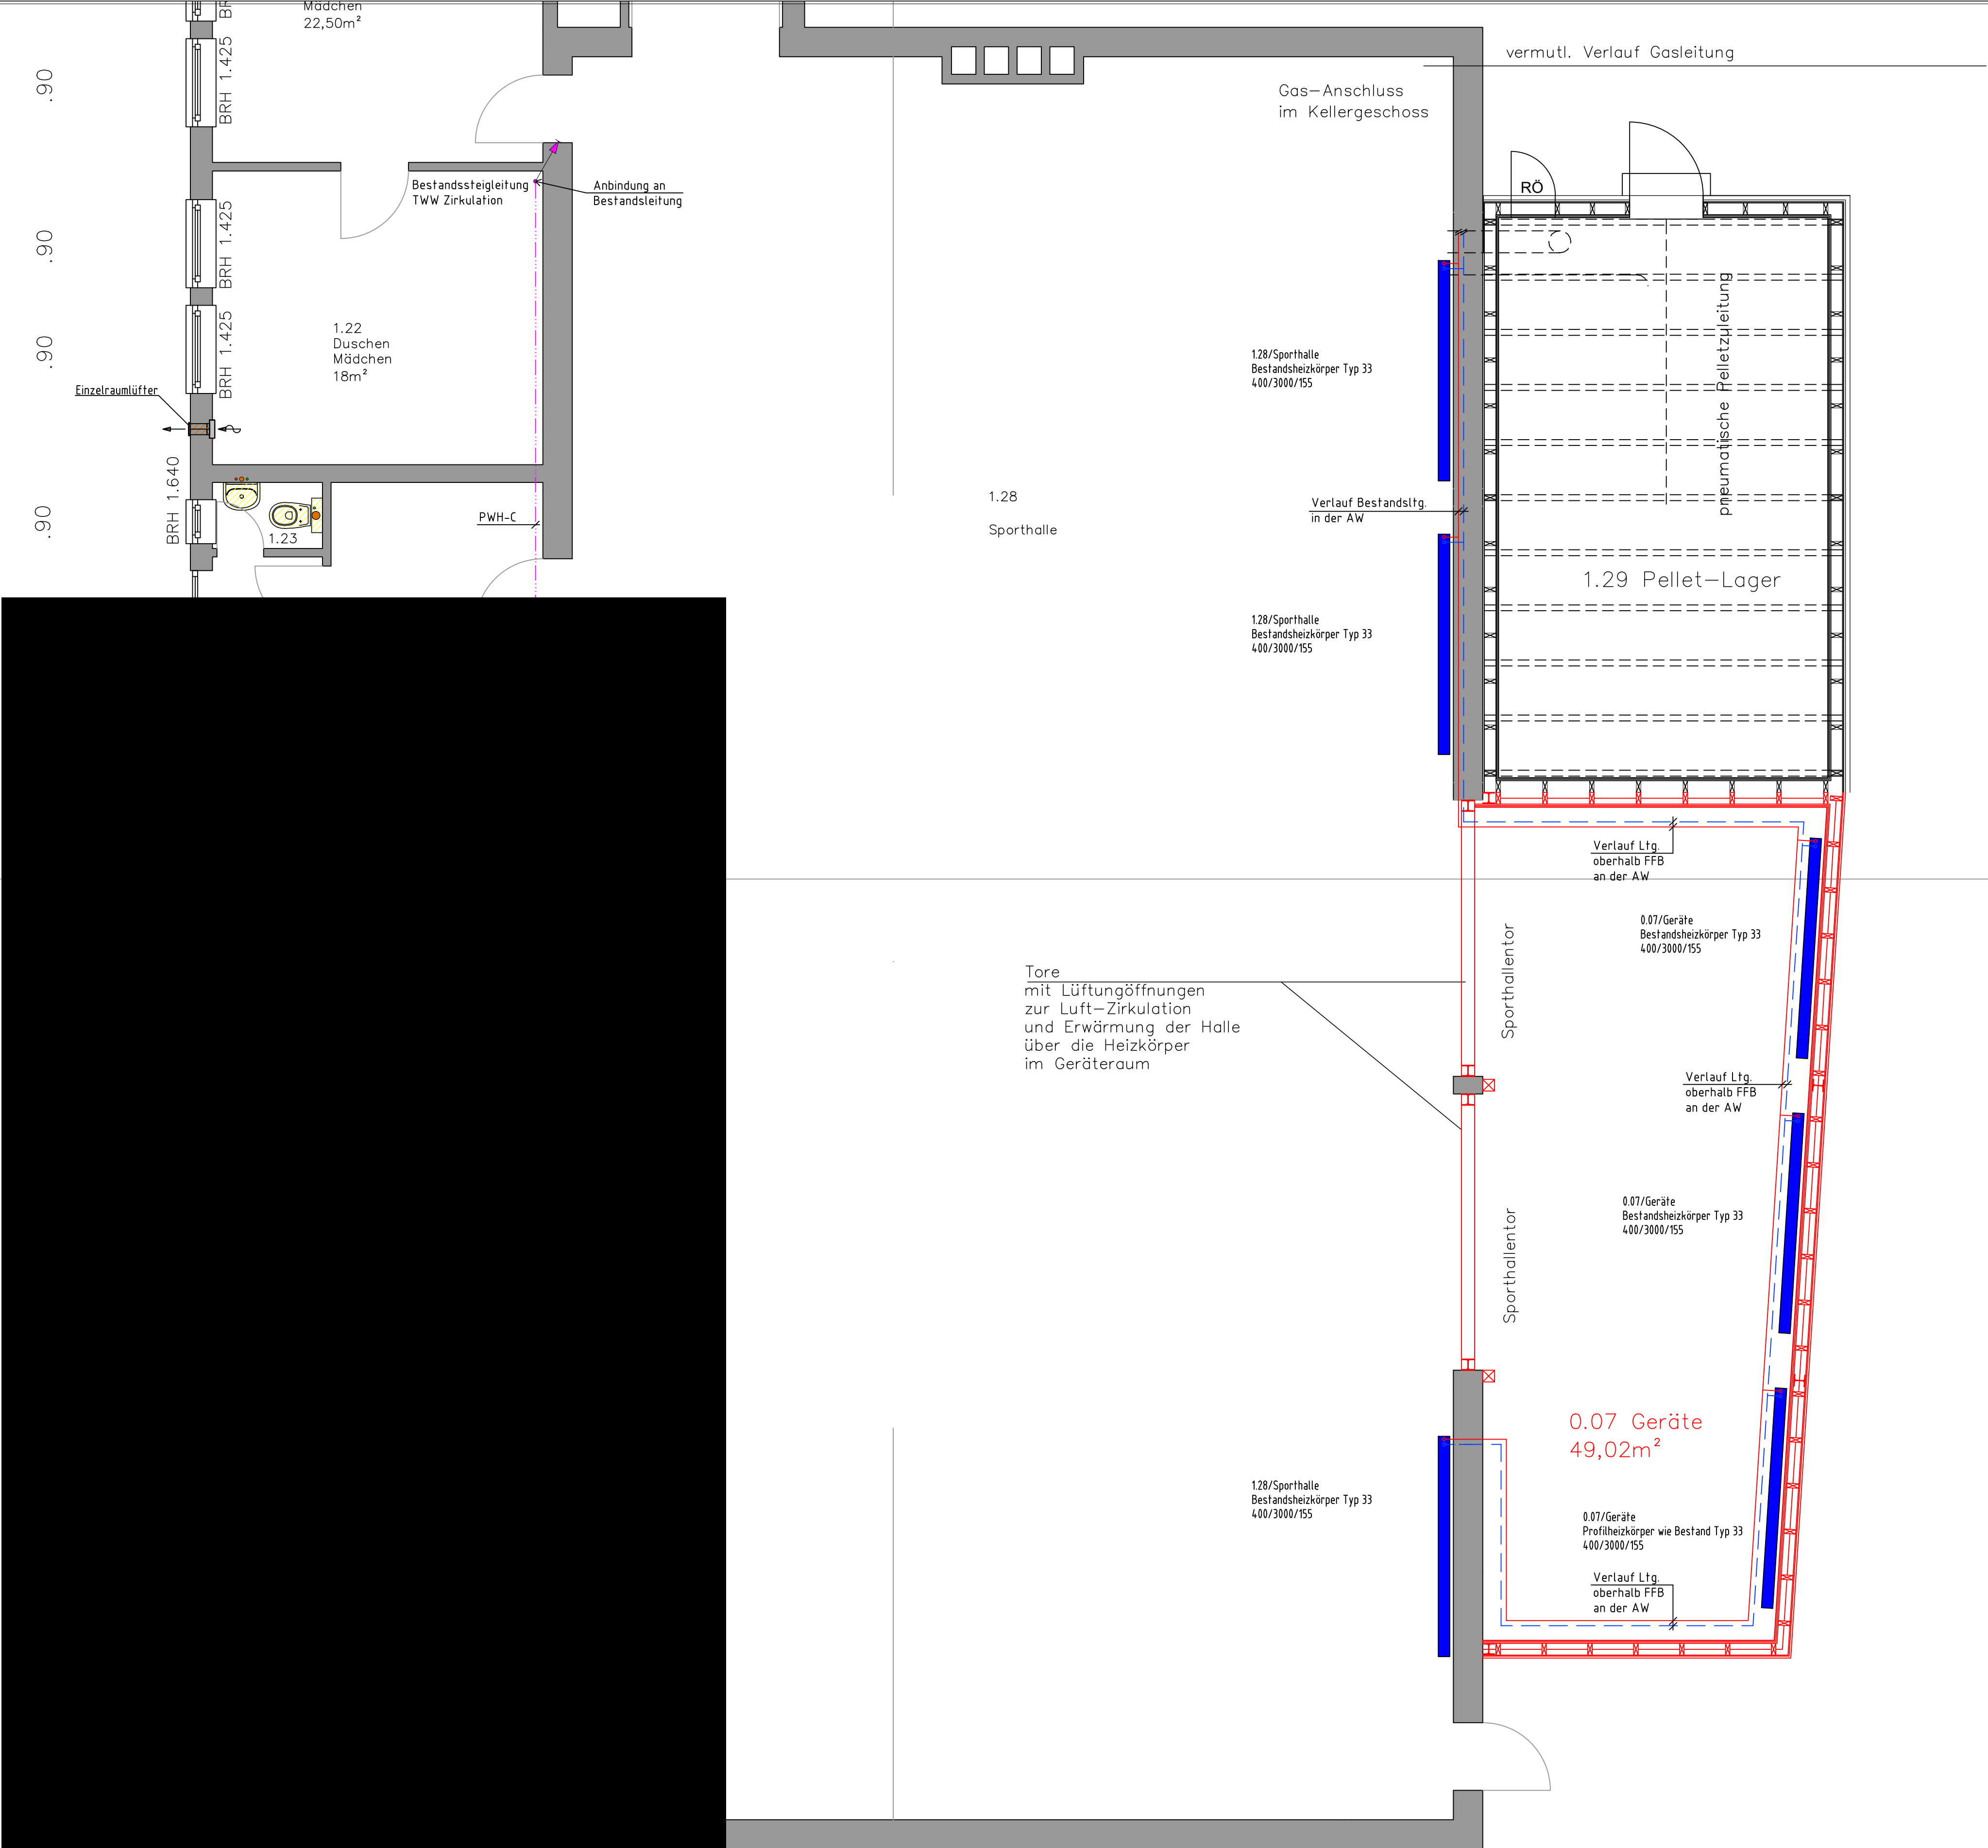 Mädchen
22,50m²
BRH 1.425
.90
vermutl. Verlauf Gasleitung
Gas-Anschluss
im Kellergeschoss
RÖ
Bestandssteigleitung
TWW Zirkulation
Anbindung an
Bestandsleitung
BRH 1.425
.90
1.22
Duschen
Mädchen
18m²
BRH 1.425
.90
Einzelraumlüfter
1.28/Sporthalle
Bestandsheizkörper Typ 33
400/3000/155
pneumatische Pelletzuleitung
BRH 1.640
.90
PWH-C
1.23
1.28
Sporthalle
Verlauf Bestandsltg.
in der AW
1.29 Pellet-Lager
1.28/Sporthalle
Bestandsheizkörper Typ 33
400/3000/155
Verlauf Ltg.
oberhalb FFB
an der AW
0.07/Geräte
Bestandsheizkörper Typ 33
400/3000/155
Sporthallentor
Tore
mit Lüftungöffnungen
zur Luft-Zirkulation
und Erwärmung der Halle
über die Heizkörper
im Geräteraum
Verlauf Ltg.
oberhalb FFB
an der AW
0.07/Geräte
Bestandsheizkörper Typ 33
400/3000/155
Sporthallentor
0.07 Geräte
49,02m²
1.28/Sporthalle
Bestandsheizkörper Typ 33
400/3000/155
0.07/Geräte
Profilheizkörper wie Bestand Typ 33
400/3000/155
Verlauf Ltg.
oberhalb FFB
an der AW